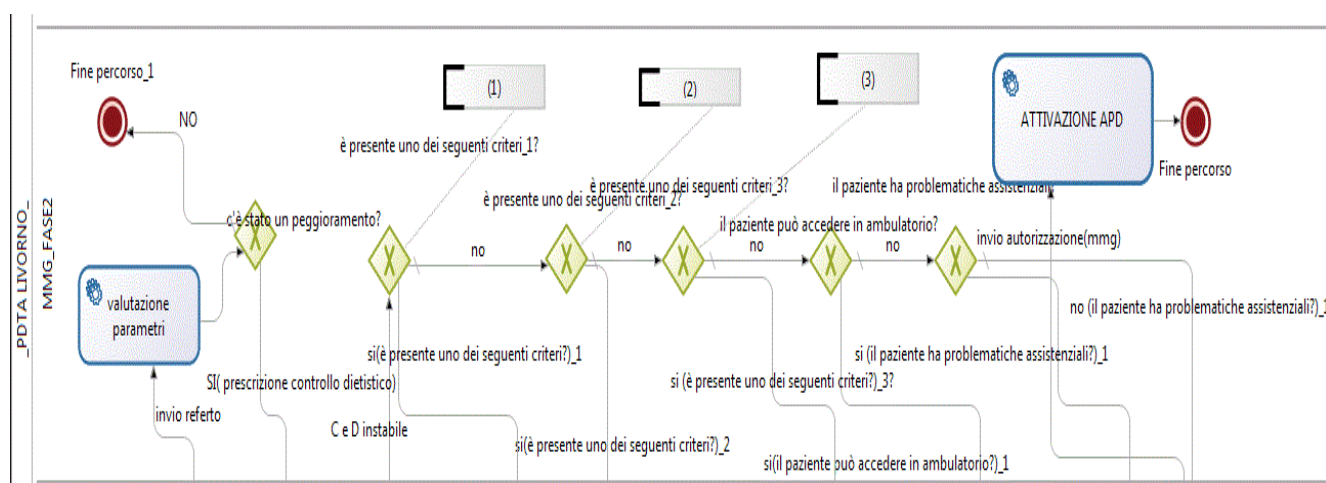 _PDTA LIVORNO_
MMG_FASE2
Fine percorso_1
NO
c'è stato un peggioramento?
valutazione
parametri
invio referto
SI( prescrizione controllo dietistico)
(1)
è presente uno dei seguenti criteri_1?
no
si(è presente uno dei seguenti criteri?)_1
C e D instabile
(2)
è presente uno dei seguenti criteri_2?
no
si(è presente uno dei seguenti criteri?)_2
(3)
è presente uno dei seguenti criteri_3?
no
si (è presente uno dei seguenti criteri?)_3?
il paziente può accedere in ambulatorio?
no
si(il paziente può accedere in ambulatorio?)_1
il paziente ha problematiche assistenziali
si (il paziente ha problematiche assistenziali?)_1
invio autorizzazione(mmg)
no (il paziente ha problematiche assistenziali?)_1
ATTIVAZIONE APD
Fine percorso